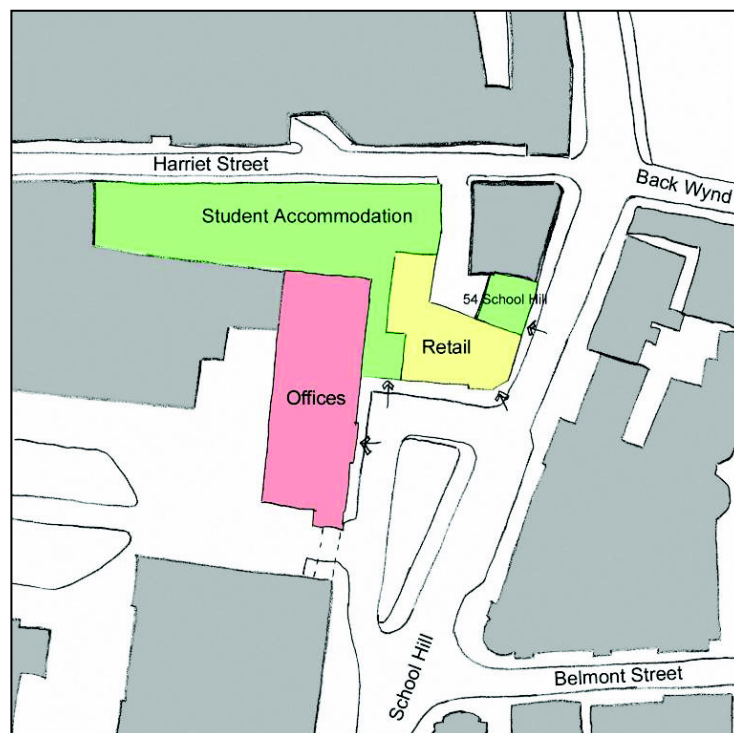 Harriet Street
Back Wynd
Student Accommodation
54 School Hill
Retail
Offices
School Hill
Belmont Street